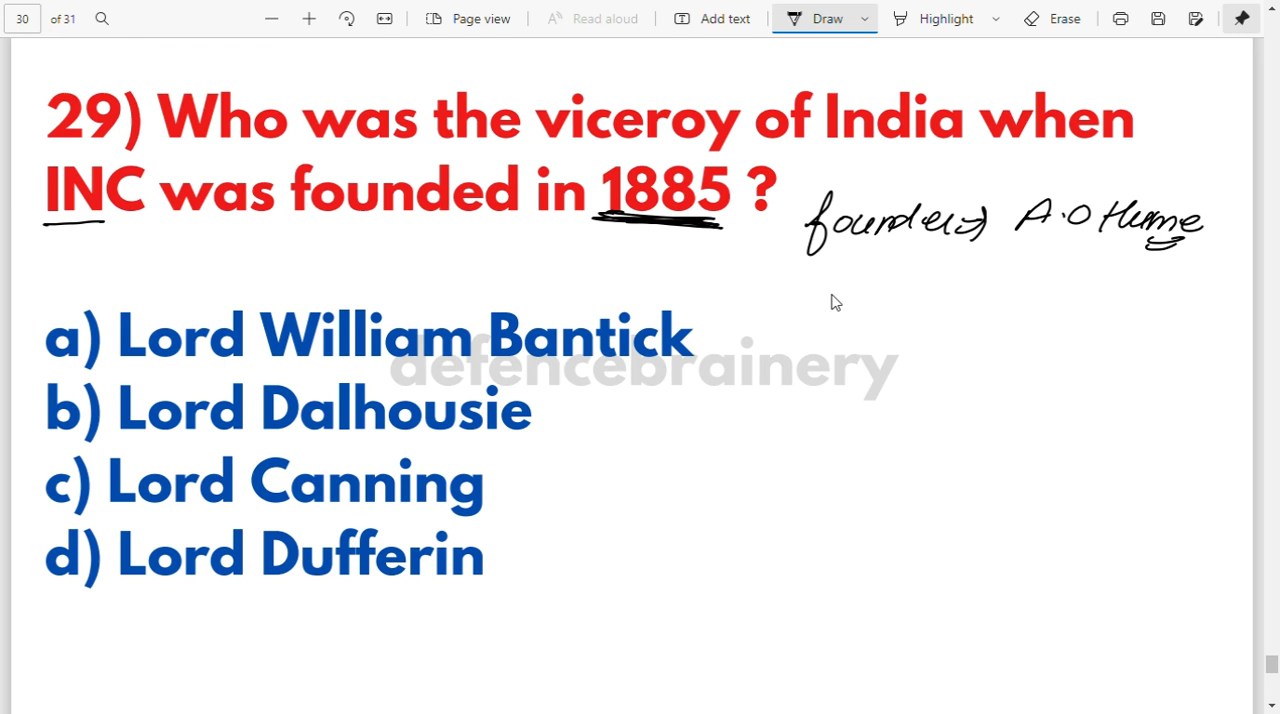 30 of 31 Page view Read aloud Add text Draw Highlight Erase
29) Who was the viceroy of India when
INC was founded in 1885 ?
founder⇒ A.O Hume
a) Lord William Bantick
defencebrainery
b) Lord Dalhousie
c) Lord Canning
d) Lord Dufferin